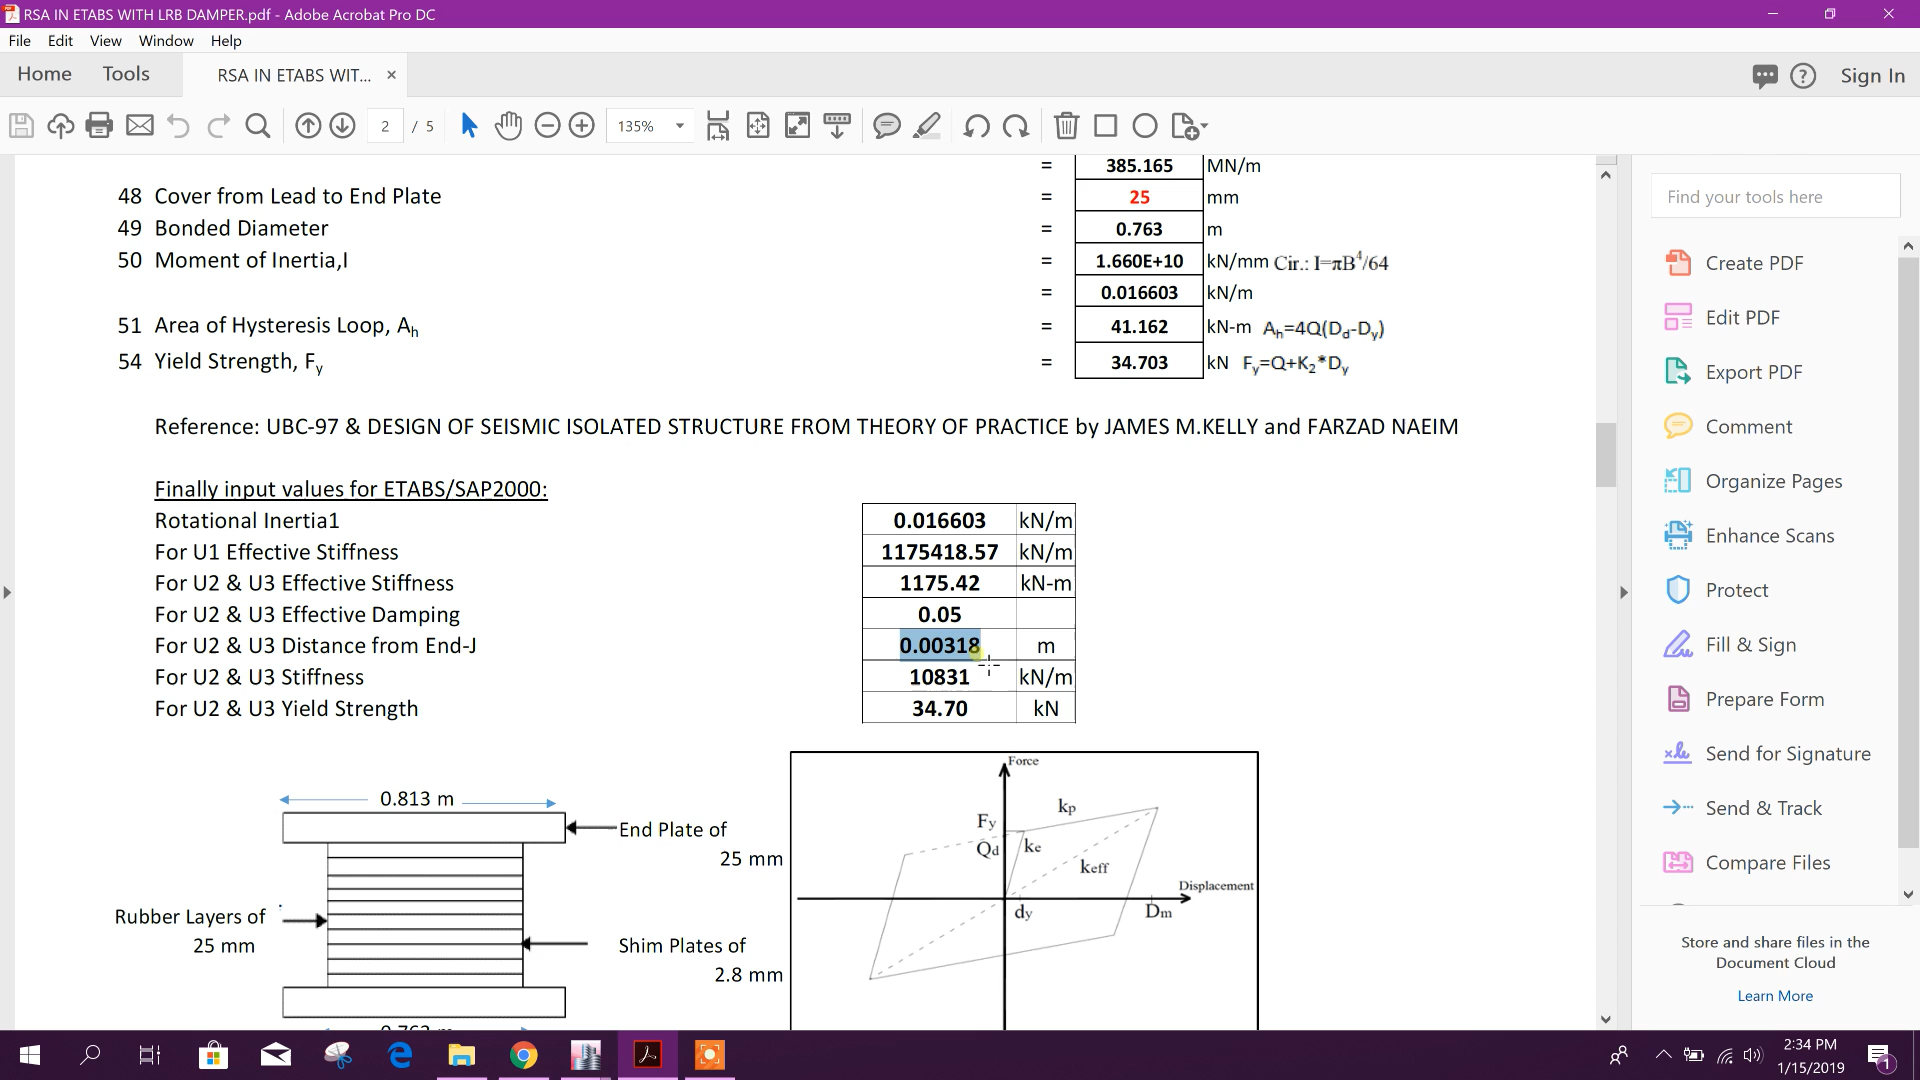 RSA IN ETABS WITH LRB DAMPER.pdf - Adobe Acrobat Pro DC
File Edit View Window Help
Home Tools RSA IN ETABS WIT... × Sign In
2 / 5 135%
= 385.165 MN/m
48 Cover from Lead to End Plate = 25 mm
49 Bonded Diameter = 0.763 m
50 Moment of Inertia,I = 1.660E+10 kN/mm Cir.: I=πB⁴/64
= 0.016603 kN/m
51 Area of Hysteresis Loop, Aₕ = 41.162 kN-m Aₕ=4Q(D_d-D_y)
54 Yield Strength, F_y = 34.703 kN F_y=Q+K₂*D_y
Reference: UBC-97 & DESIGN OF SEISMIC ISOLATED STRUCTURE FROM THEORY OF PRACTICE by JAMES M.KELLY and FARZAD NAEIM
Finally input values for ETABS/SAP2000:
Rotational Inertia1 0.016603 kN/m
For U1 Effective Stiffness 1175418.57 kN/m
For U2 & U3 Effective Stiffness 1175.42 kN-m
For U2 & U3 Effective Damping 0.05
For U2 & U3 Distance from End-J 0.00318 m
For U2 & U3 Stiffness 10831 kN/m
For U2 & U3 Yield Strength 34.70 kN
0.813 m
End Plate of
25 mm
Rubber Layers of
25 mm
Shim Plates of
2.8 mm
Force
kp
Fy
Qd
ke
keff
Displacement
dy
Dm
Find your tools here
Create PDF
Edit PDF
Export PDF
Comment
Organize Pages
Enhance Scans
Protect
Fill & Sign
Prepare Form
Send for Signature
Send & Track
Compare Files
Store and share files in the
Document Cloud
Learn More
2:34 PM
1/15/2019
1